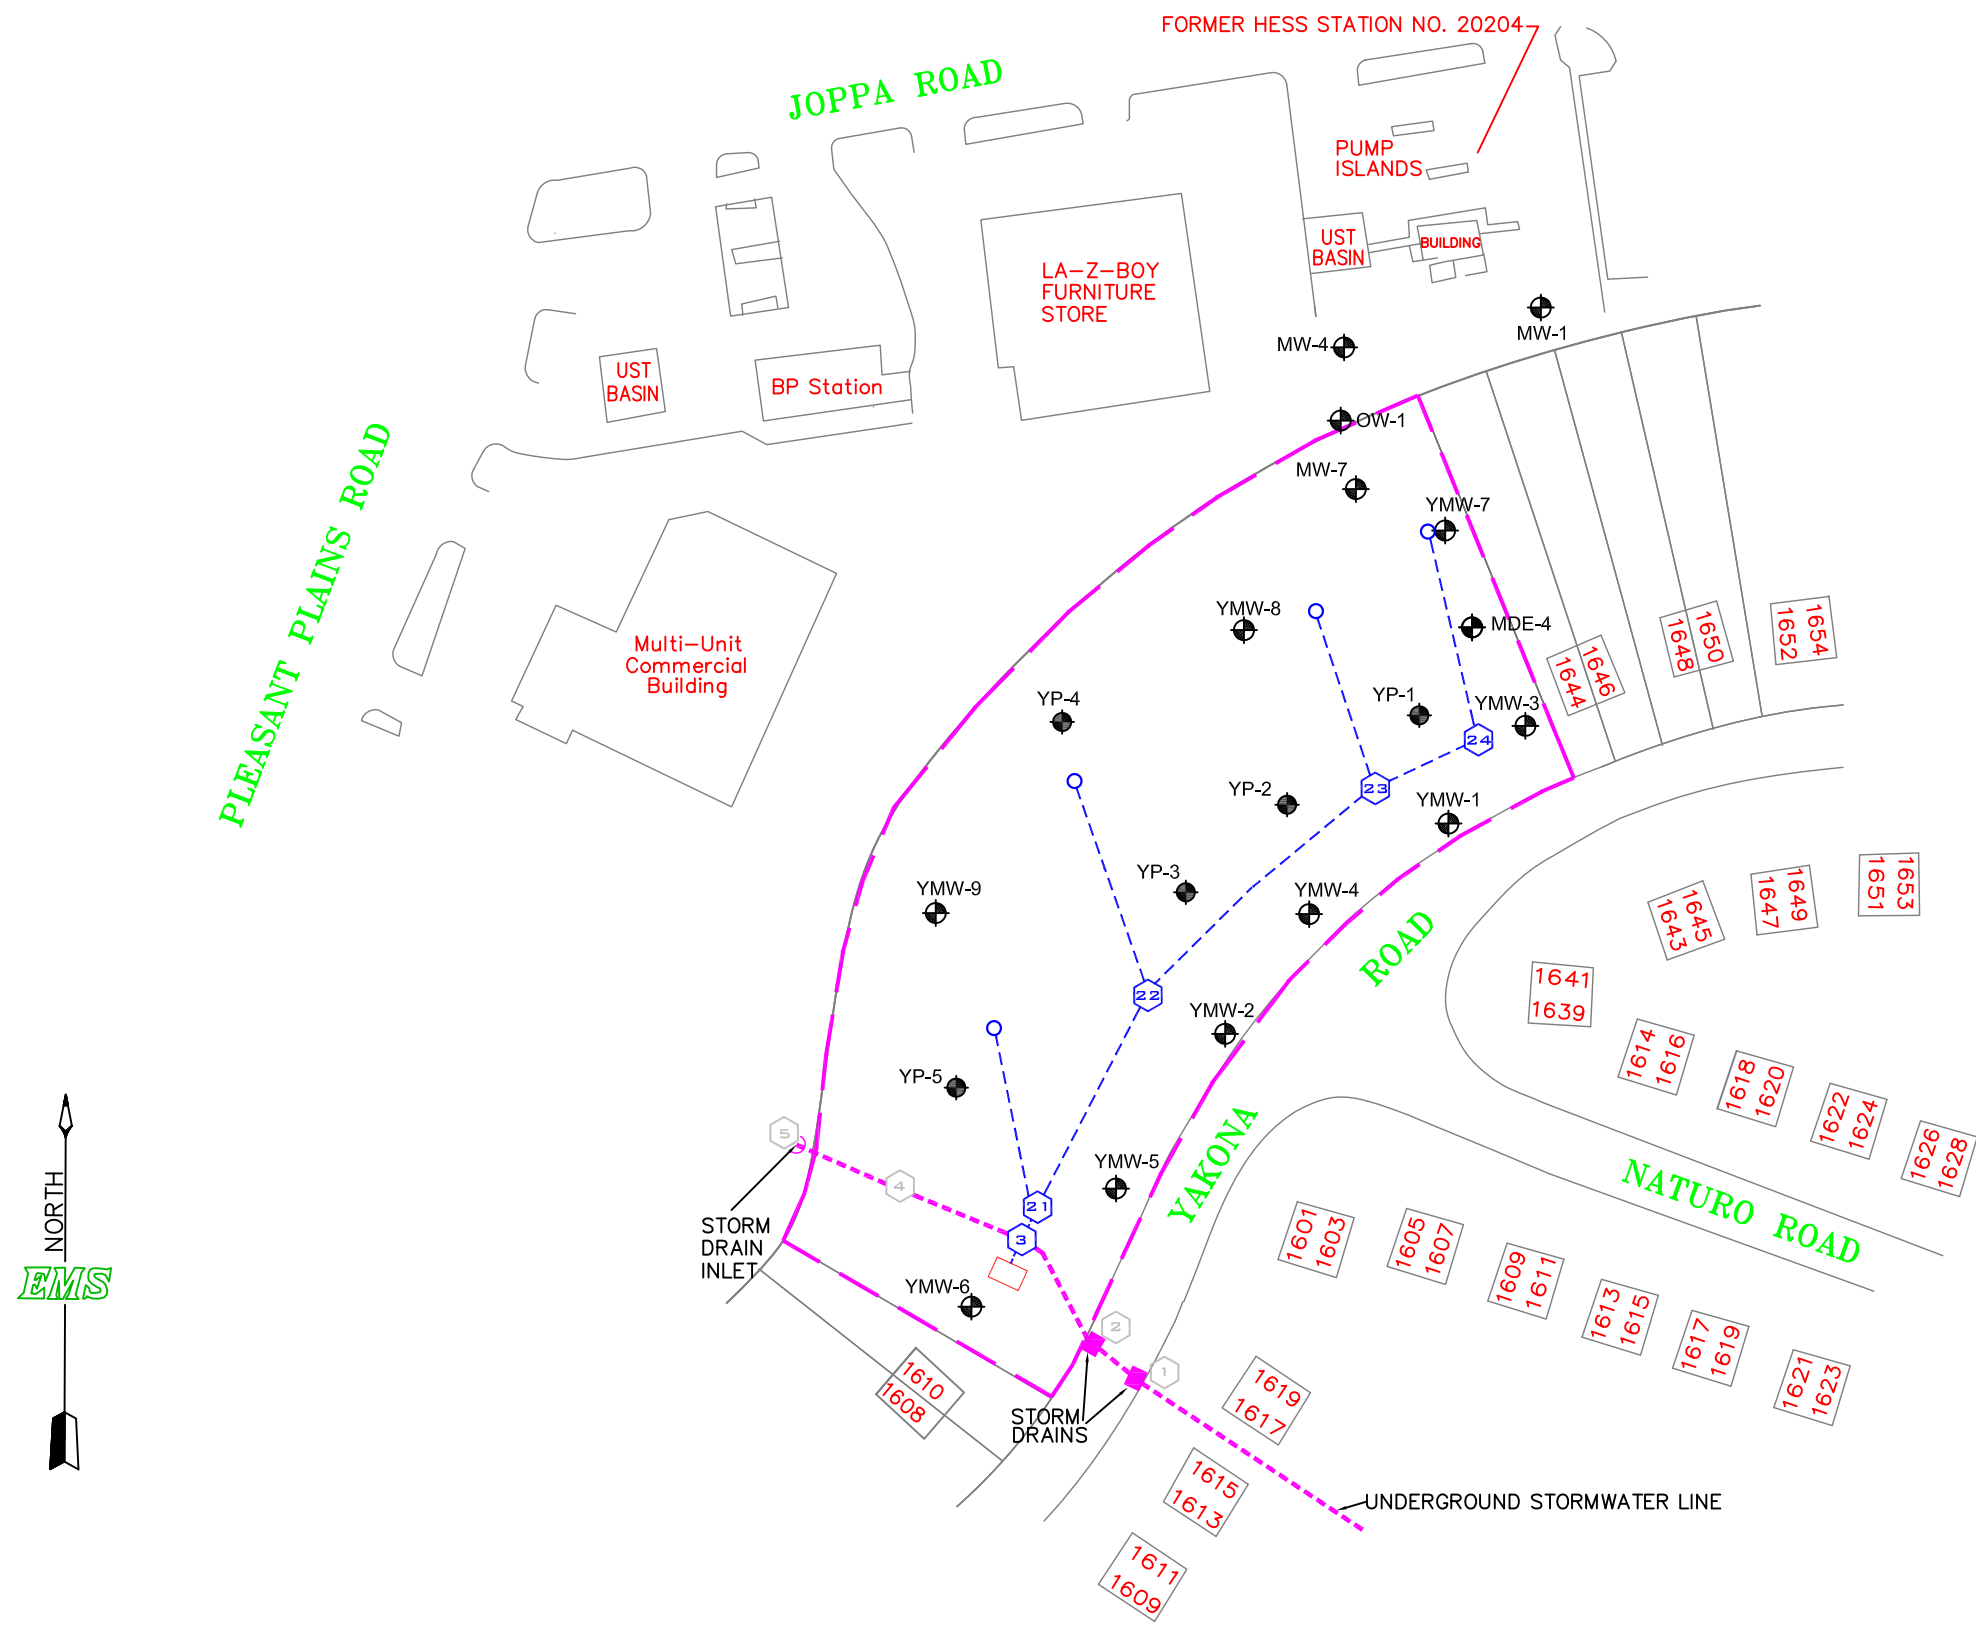 FORMER HESS STATION NO. 20204
JOPPA ROAD
PUMP
ISLANDS
UST
BASIN
BUILDING
LA-Z-BOY
FURNITURE
STORE
MW-1
MW-4
UST
BASIN
BP Station
OW-1
MW-7
YMW-7
PLEASANT PLAINS ROAD
Multi-Unit
Commercial
Building
YMW-8
MDE-4
1644
1646
1648
1650
1652
1654
YP-4
YP-1
YMW-3
24
23
YP-2
YMW-1
YP-3
YMW-4
YMW-9
ROAD
1643
1645
1647
1649
1651
1653
22
1641
1639
YMW-2
1614
1616
1618
1620
1622
1624
1626
1628
YP-5
5
4
YMW-5
YAKONA
NATURO ROAD
21
3
STORM
DRAIN
INLET
NORTH
EMS
YMW-6
1601
1603
1605
1607
1609
1611
1613
1615
1617
1619
1621
1623
2
1
1610
1608
STORM
DRAINS
1619
1617
1615
1613
UNDERGROUND STORMWATER LINE
1611
1609